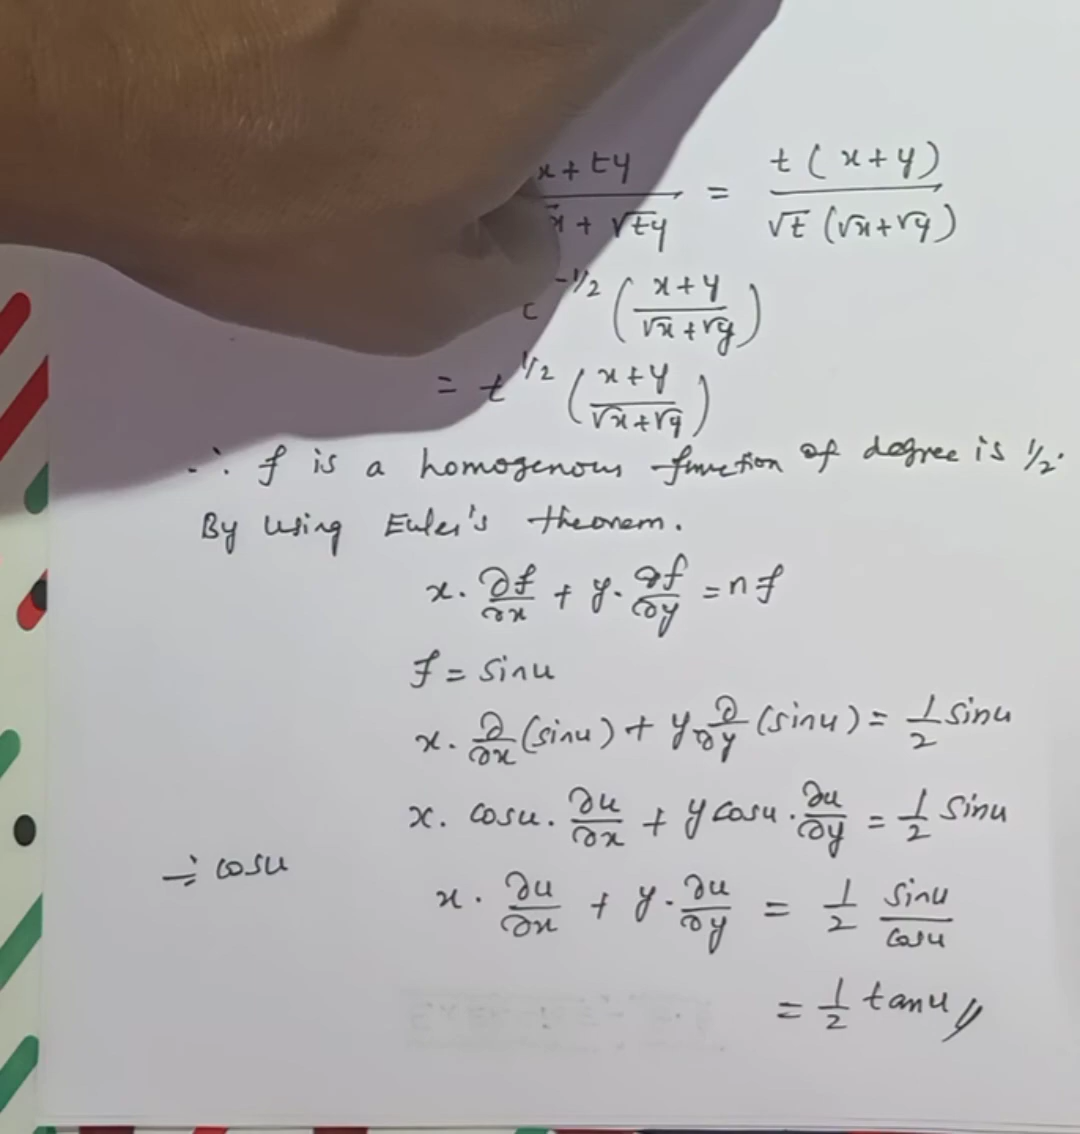 x + ty / x + √ty = t(x+y) / √t (√x+√y)
-1/2 (x+y / √x+√y)
= t^1/2 (x+y / √x+√y)
∴ f is a homogenous function of degree is 1/2.
By using Euler's theorem.
x. ∂f/∂x + y. ∂f/∂y = nf
f = sinu
x. ∂/∂x (sinu) + y ∂/∂y (sinu) = 1/2 sinu
x. cosu. ∂u/∂x + y cosu. ∂u/∂y = 1/2 sinu
÷ cosu
x. ∂u/∂x + y. ∂u/∂y = 1/2 sinu/cosu
= 1/2 tanu //